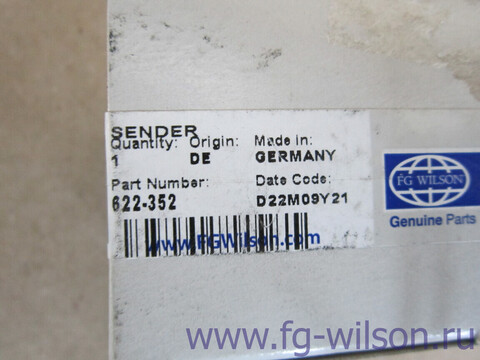 SENDER
Quantity: Origin: Made in:
1 DE GERMANY
Part Number: Date Code:
622-352 D22M09Y21
www.FGWilson.com
FG WILSON
Genuine Parts
www.fg-wilson.ru